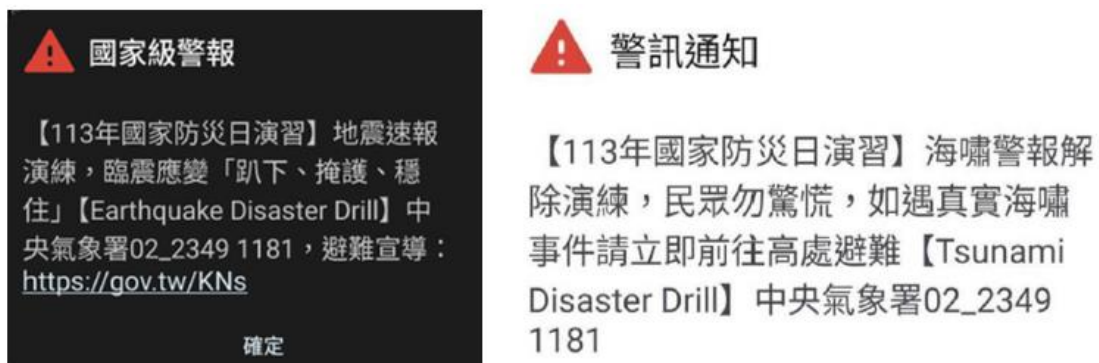 國家級警報
【113年國家防災日演習】地震速報
演練，臨震應變「趴下、掩護、穩
住」【Earthquake Disaster Drill】中
央氣象署02_2349 1181，避難宣導：
https://gov.tw/KNs
確定
警訊通知
【113年國家防災日演習】海嘯警報解
除演練，民眾勿驚慌，如遇真實海嘯
事件請立即前往高處避難【Tsunami
Disaster Drill】中央氣象署02_2349
1181